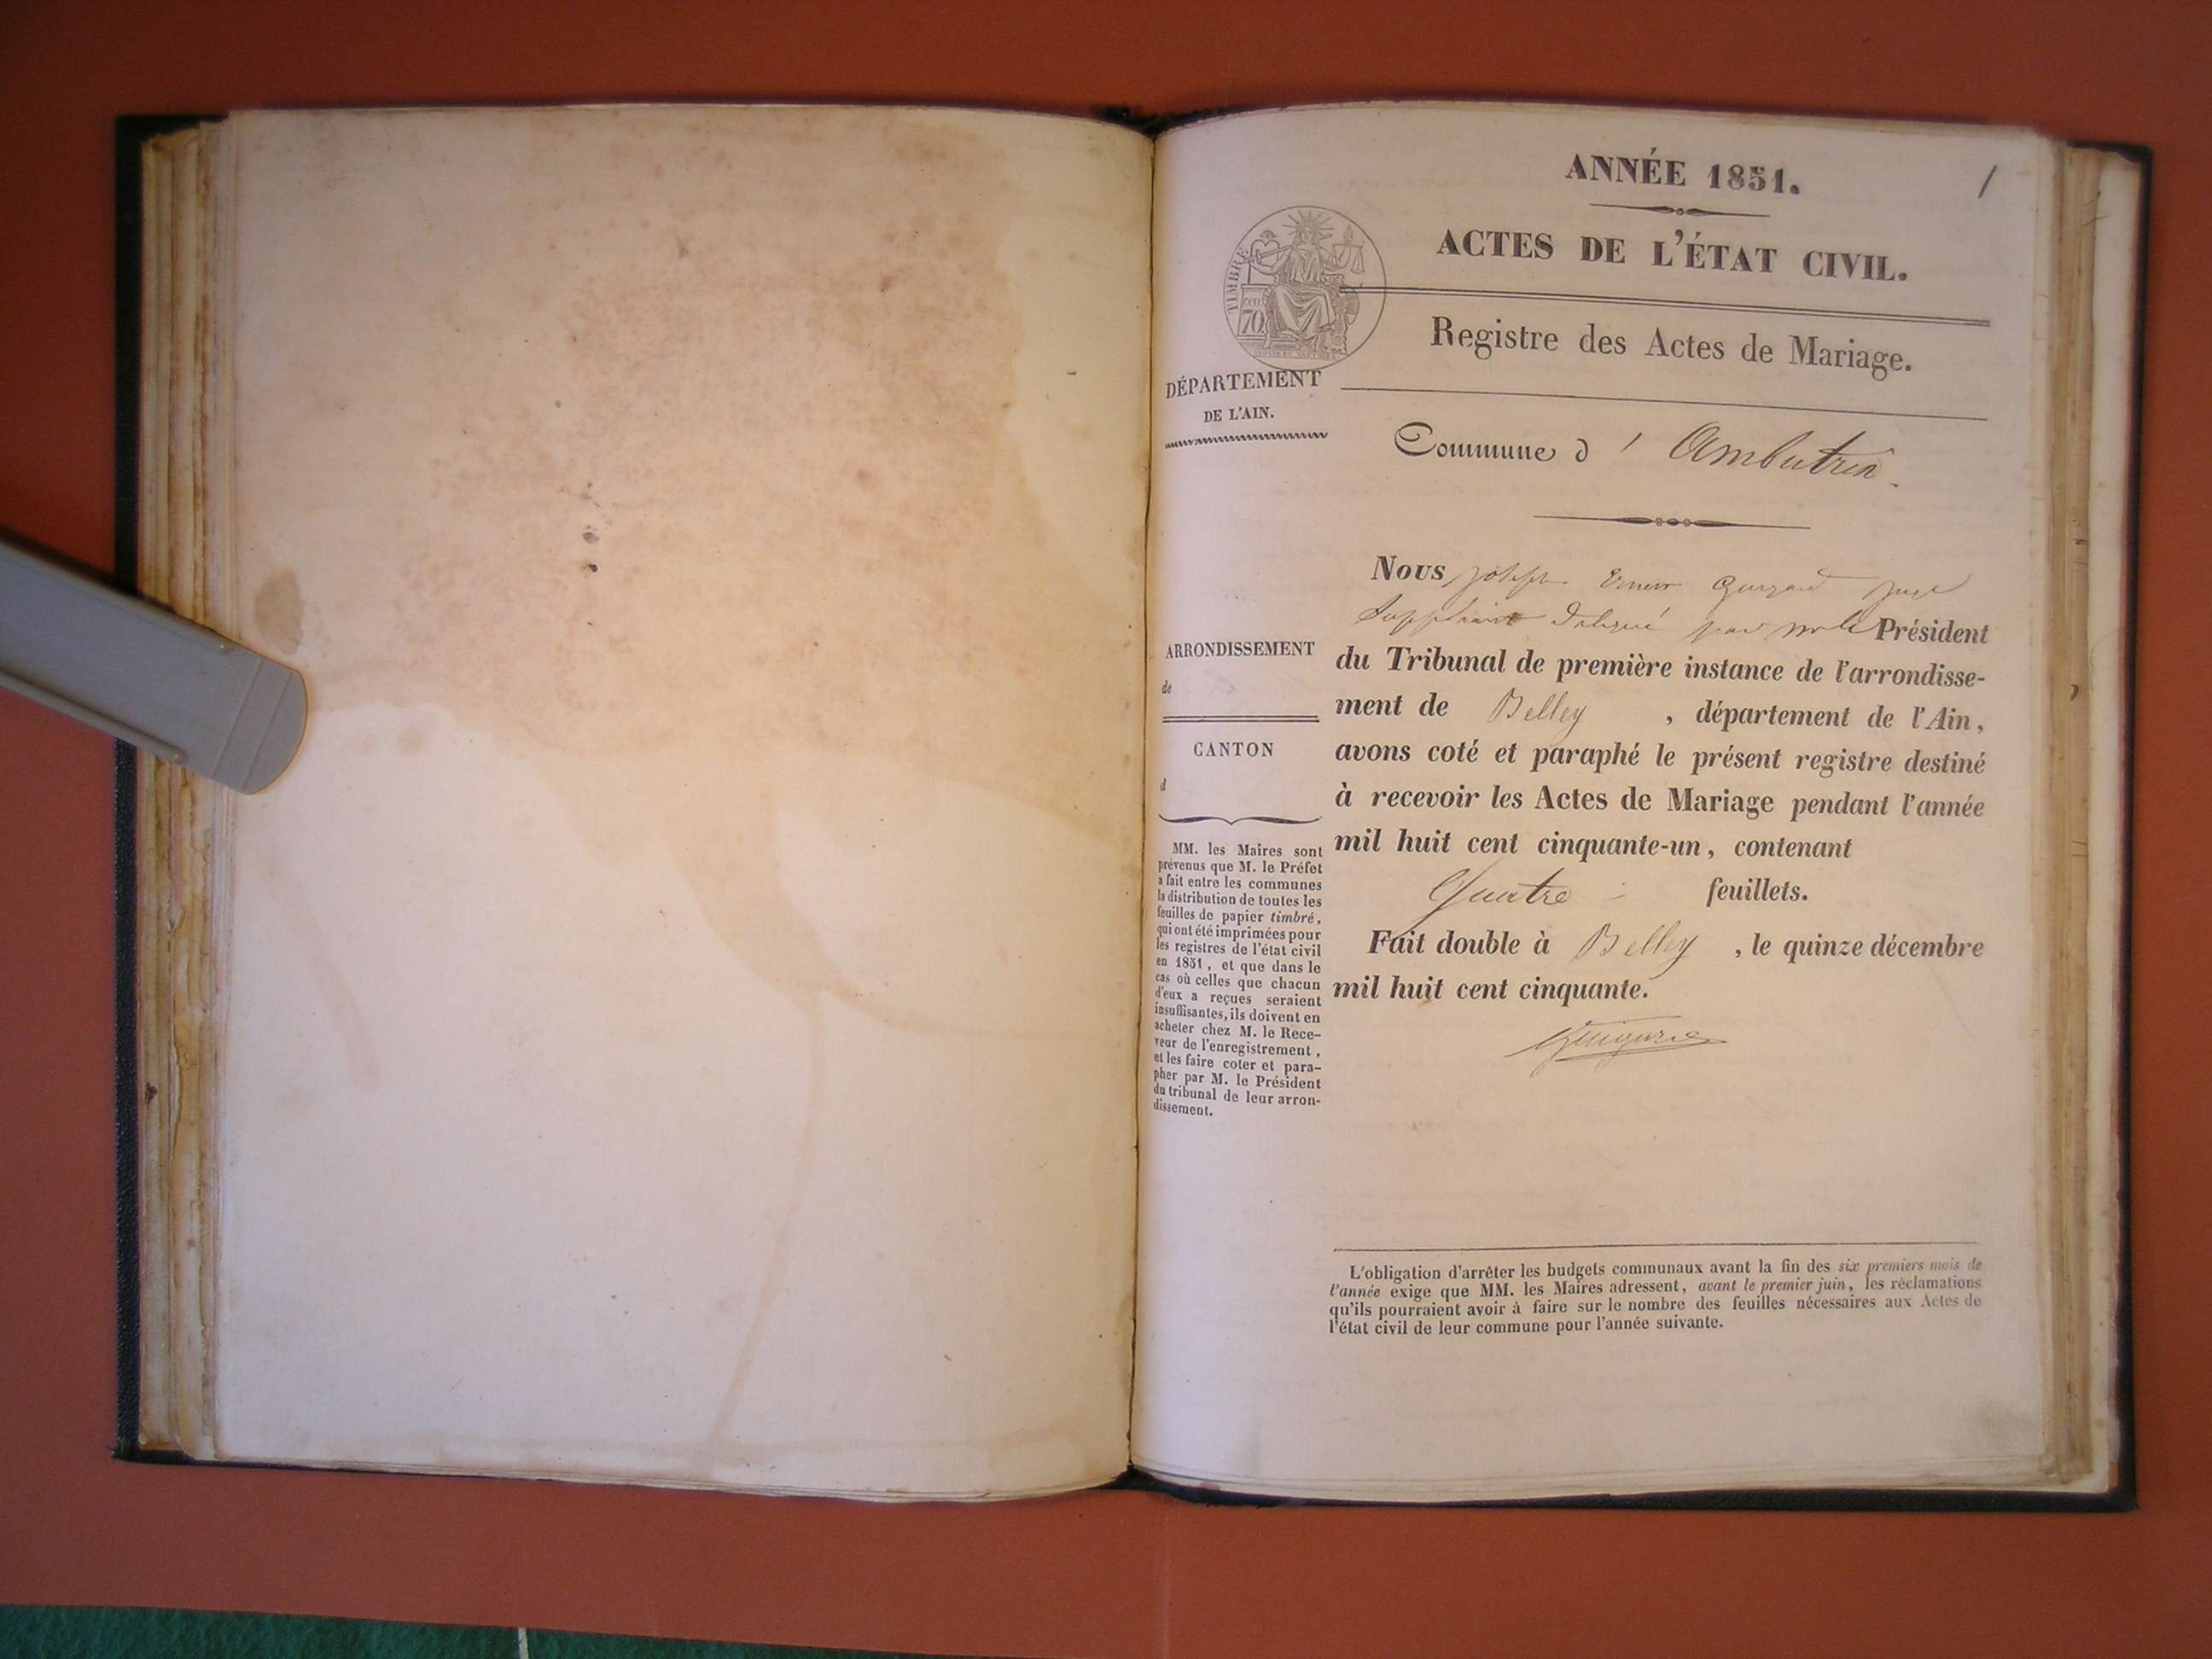 ANNÉE 1851.
1
ACTES DE L'ÉTAT CIVIL.
Registre des Actes de Mariage.
TIMBRE
70
DÉPARTEMENT
DE L'AIN.
Commune d' Ambutrix
ARRONDISSEMENT
de
CANTON
d
MM. les Maires sont
prévenus que M. le Préfet
a fait entre les communes
la distribution de toutes les
feuilles de papier timbré,
qui ont été imprimées pour
les registres de l'état civil
en 1851, et que dans le
cas où celles que chacun
d'eux a reçues seraient
insuffisantes, ils doivent en
acheter chez M. le Rece-
veur de l'enregistrement,
et les faire coter et para-
pher par M. le Président
du tribunal de leur arron-
dissement.
Nous Joseph juge
Suppléant délégué par Président
du Tribunal de première instance de l'arrondisse-
ment de Belley, département de l'Ain,
avons coté et paraphé le présent registre destiné
à recevoir les Actes de Mariage pendant l'année
mil huit cent cinquante-un, contenant
Quatre feuillets.
Fait double à Belley, le quinze décembre
mil huit cent cinquante.
L'obligation d'arrêter les budgets communaux avant la fin des six premiers mois de
l'année exige que MM. les Maires adressent, avant le premier juin, les réclamations
qu'ils pourraient avoir à faire sur le nombre des feuilles nécessaires aux Actes de
l'état civil de leur commune pour l'année suivante.